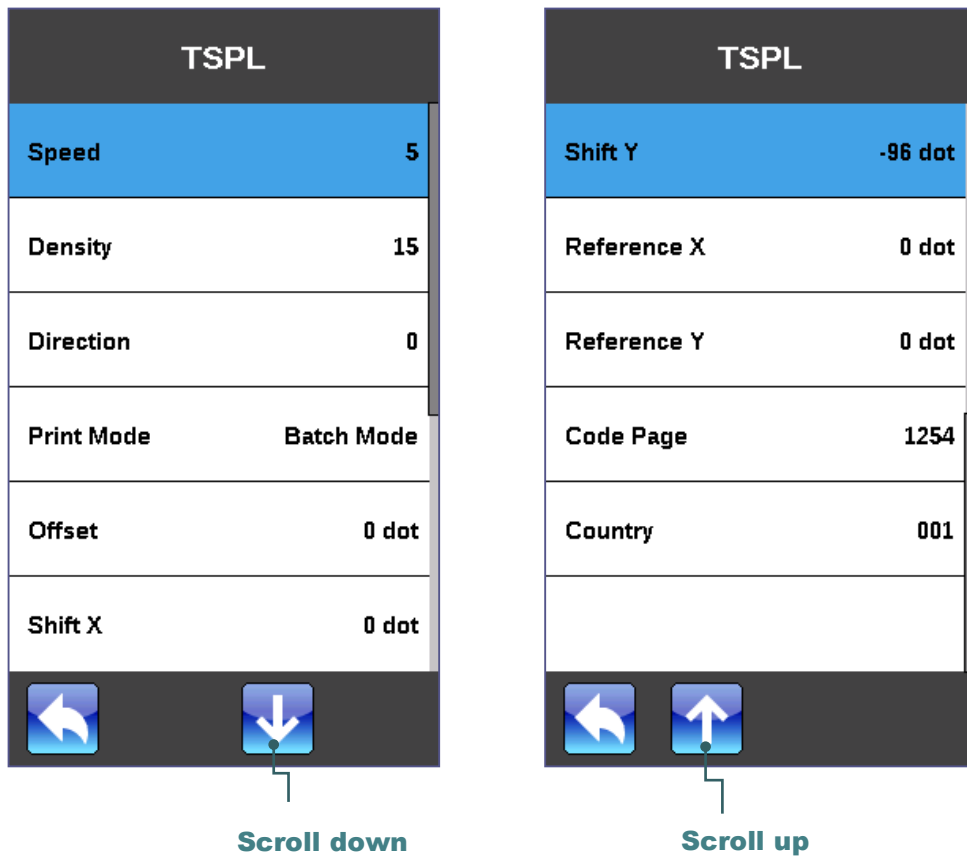 TSPL
Speed 5
Density 15
Direction 0
Print Mode Batch Mode
Offset 0 dot
Shift X 0 dot
Scroll down
TSPL
Shift Y -96 dot
Reference X 0 dot
Reference Y 0 dot
Code Page 1254
Country 001
Scroll up